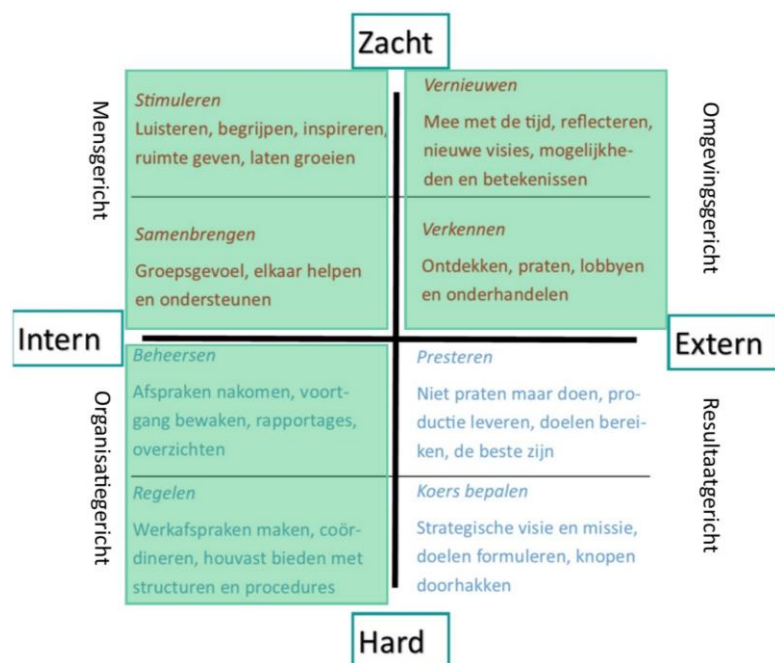 Zacht
Mensgericht
Stimuleren
Luisteren, begrijpen, inspireren,
ruimte geven, laten groeien
Samenbrengen
Groepsgevoel, elkaar helpen
en ondersteunen
Vernieuwen
Mee met de tijd, reflecteren,
nieuwe visies, mogelijkhe-
den en betekenissen
Verkennen
Ontdekken, praten, lobbyen
en onderhandelen
Omgevingsgericht
Intern
Extern
Organisatiegericht
Beheersen
Afspraken nakomen, voort-
gang bewaken, rapportages,
overzichten
Regelen
Werkafspraken maken, coör-
dineren, houvast bieden met
structuren en procedures
Presteren
Niet praten maar doen, pro-
ductie leveren, doelen berei-
ken, de beste zijn
Koers bepalen
Strategische visie en missie,
doelen formuleren, knopen
doorhakken
Resultaatgericht
Hard